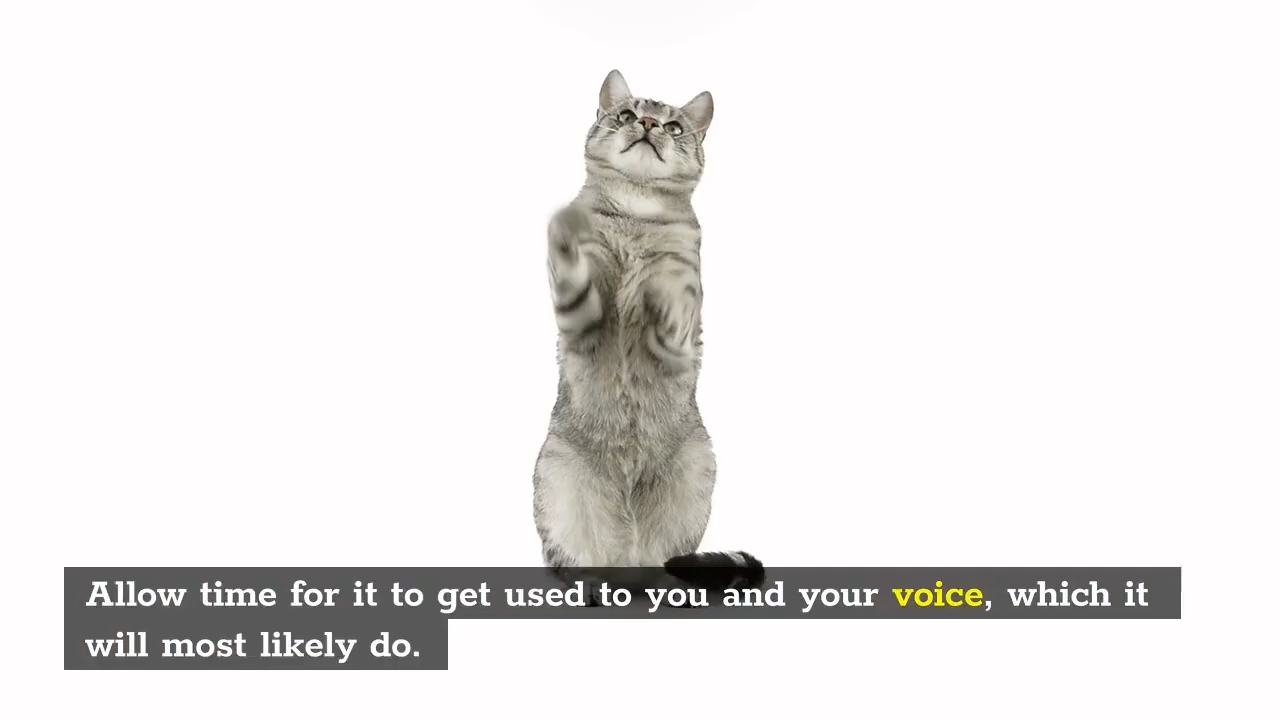 Allow time for it to get used to you and your voice, which it
will most likely do.